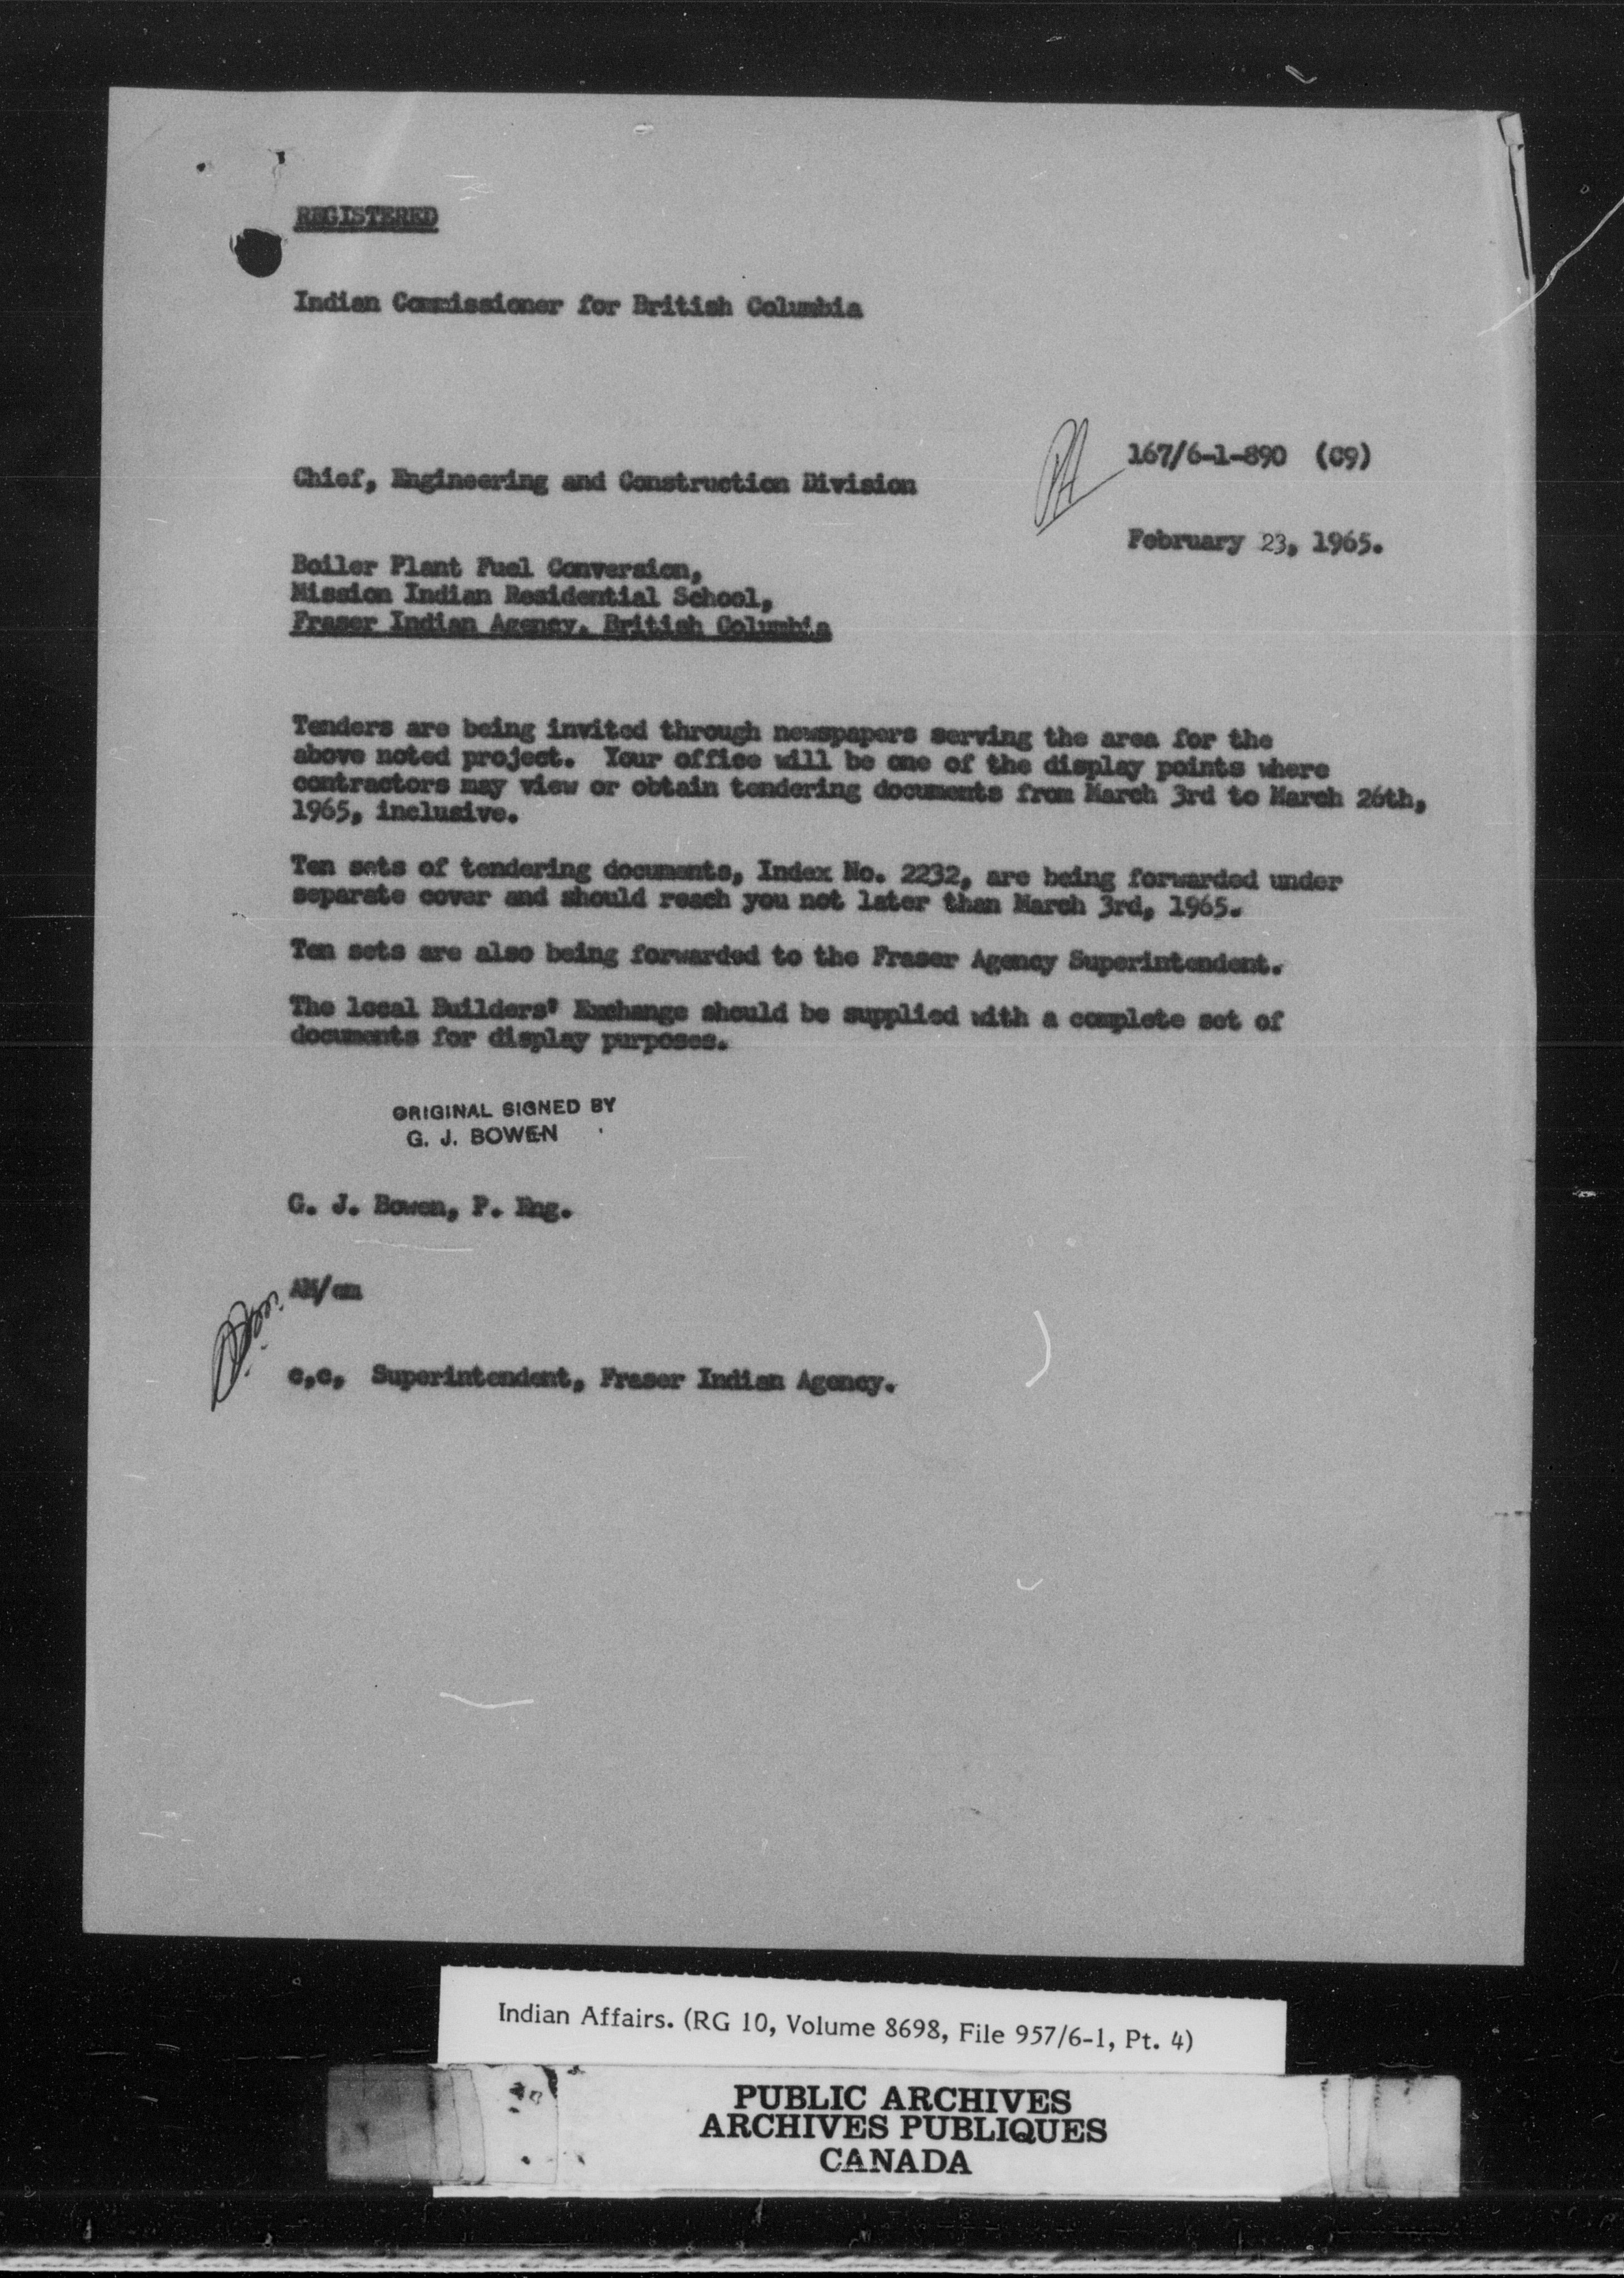 REGISTERED
Indian Commissioner for British Columbia
167/6-1-890 (C9)
Chief, Engineering and Construction Division
February 23, 1965.
Boiler Plant Fuel Conversion,
Mission Indian Residential School,
Fraser Indian Agency, British Columbia
Tenders are being invited through newspapers serving the area for the
above noted project. Your office will be one of the display points where
contractors may view or obtain tendering documents from March 3rd to March 26th,
1965, inclusive.
Ten sets of tendering documents, Index No. 2232, are being forwarded under
separate cover and should reach you not later than March 3rd, 1965.
Ten sets are also being forwarded to the Fraser Agency Superintendent.
The local Builders' Exchange should be supplied with a complete set of
documents for display purposes.
ORIGINAL SIGNED BY
G. J. BOWEN
G. J. Bowen, P. Eng.
c,c, Superintendent, Fraser Indian Agency.
Indian Affairs. (RG 10, Volume 8698, File 957/6-1, Pt. 4)
PUBLIC ARCHIVES
ARCHIVES PUBLIQUES
CANADA